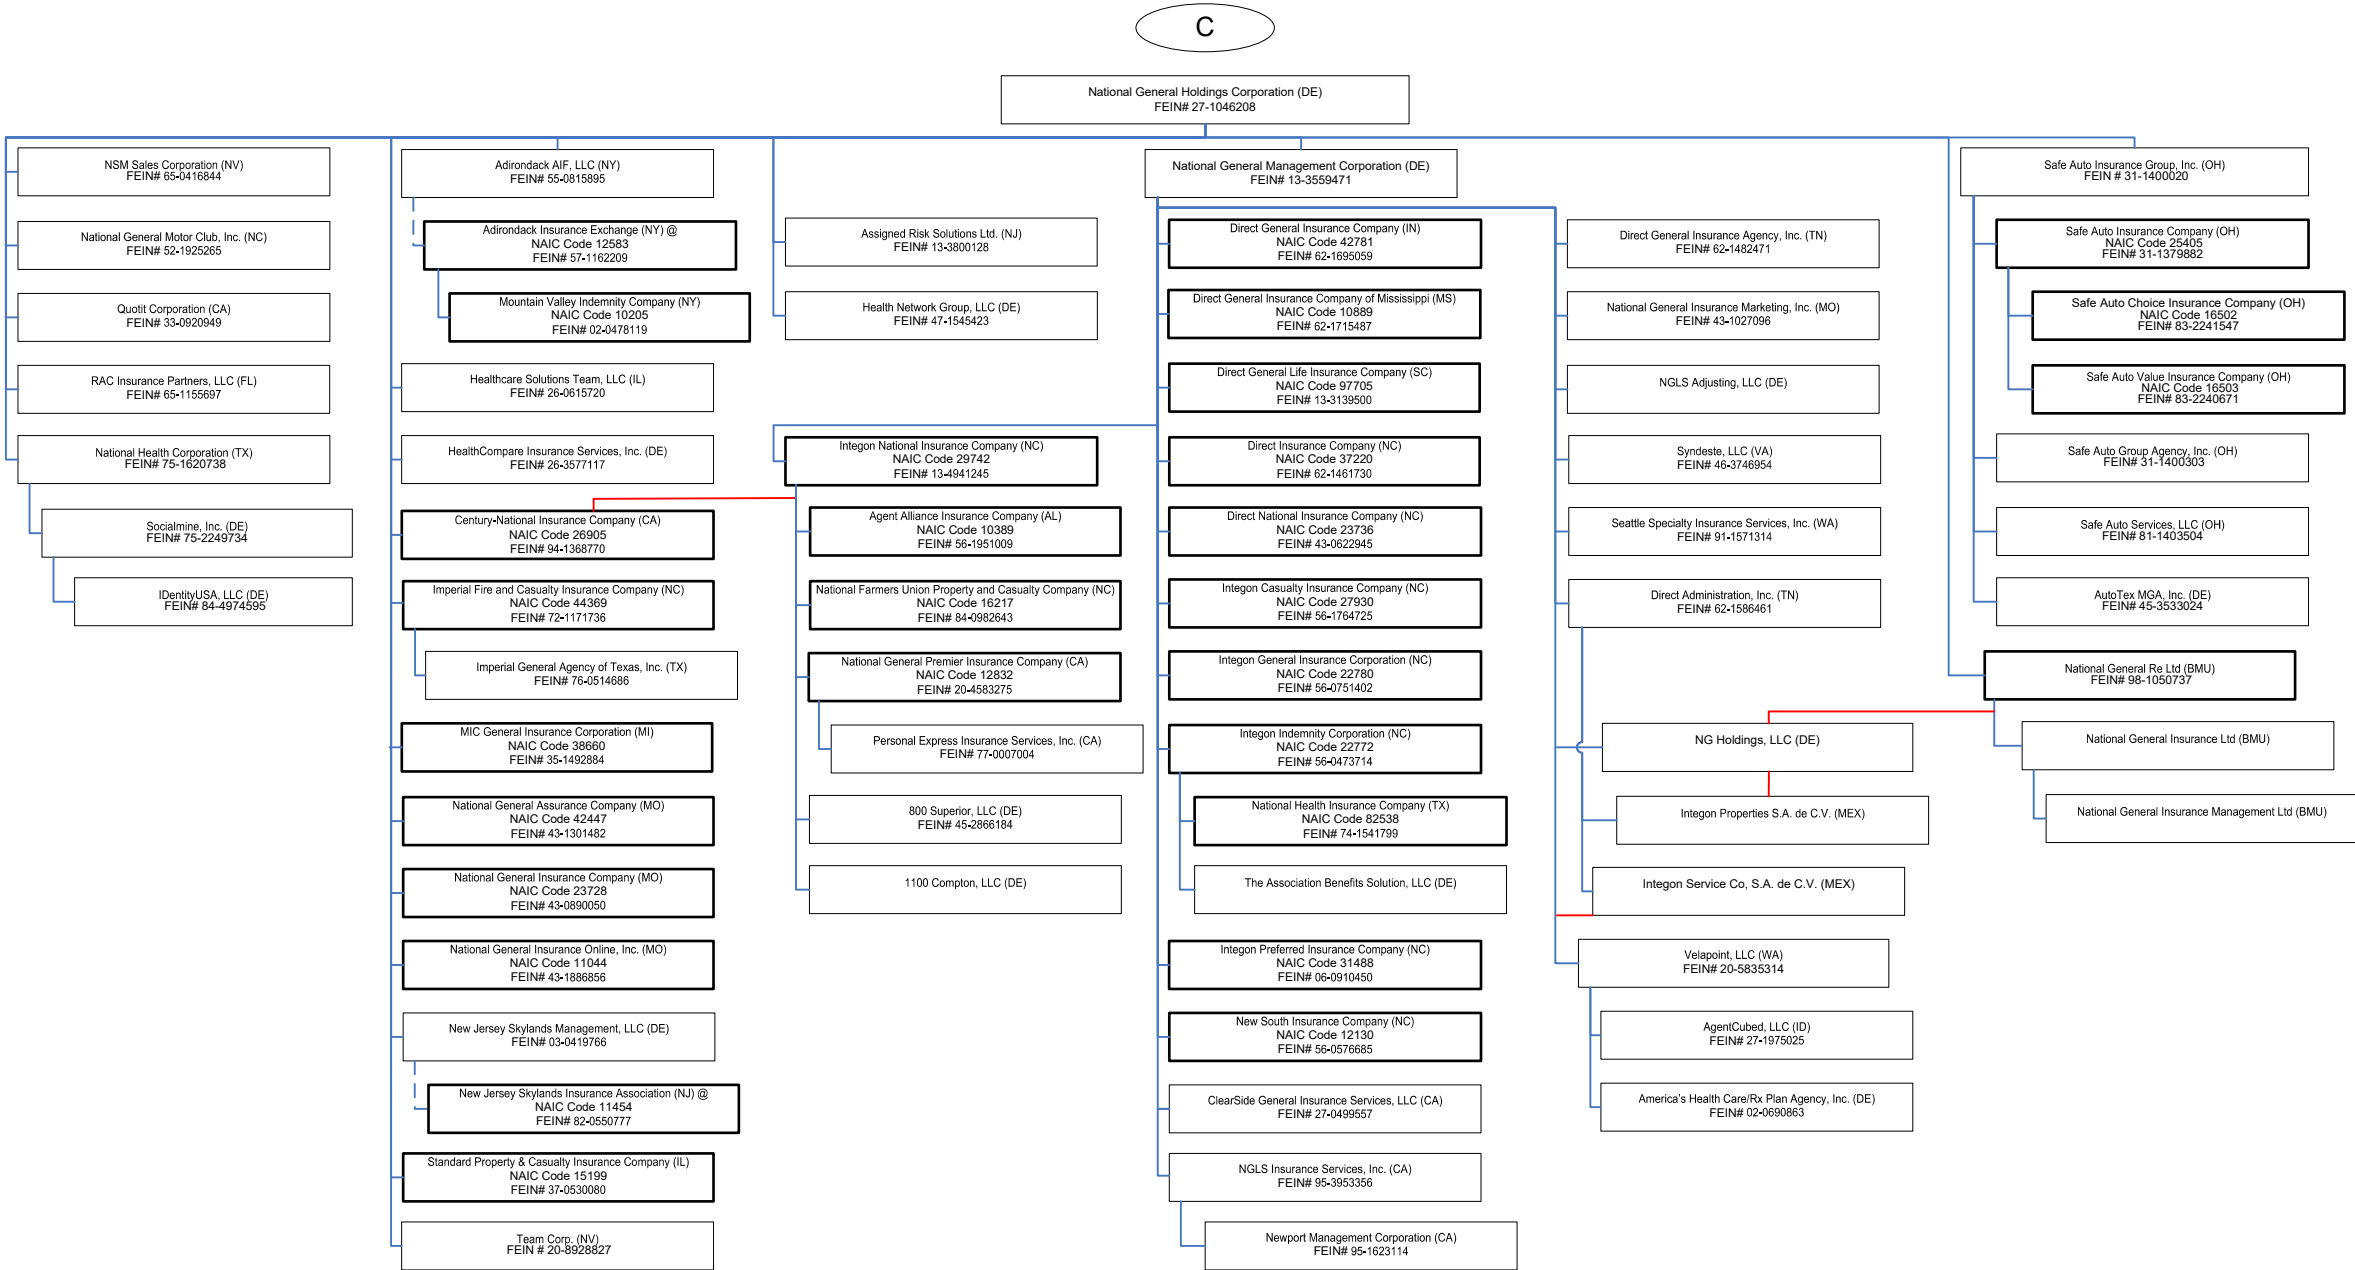 C
National General Holdings Corporation (DE)
FEIN# 27-1046208
NSM Sales Corporation (NV)
FEIN# 65-0416844
National General Motor Club, Inc. (NC)
FEIN# 52-1925265
Quotit Corporation (CA)
FEIN# 33-0920949
RAC Insurance Partners, LLC (FL)
FEIN# 65-1155697
National Health Corporation (TX)
FEIN# 75-1620738
Socialmine, Inc. (DE)
FEIN# 75-2249734
IDentityUSA, LLC (DE)
FEIN# 84-4974595
Adirondack AIF, LLC (NY)
FEIN# 55-0815895
Adirondack Insurance Exchange (NY) @
NAIC Code 12583
FEIN# 57-1162209
Mountain Valley Indemnity Company (NY)
NAIC Code 10205
FEIN# 02-0478119
Healthcare Solutions Team, LLC (IL)
FEIN# 26-0615720
HealthCompare Insurance Services, Inc. (DE)
FEIN# 26-3577117
Century-National Insurance Company (CA)
NAIC Code 26905
FEIN# 94-1368770
Imperial Fire and Casualty Insurance Company (NC)
NAIC Code 44369
FEIN# 72-1171736
Imperial General Agency of Texas, Inc. (TX)
FEIN# 76-0514686
MIC General Insurance Corporation (MI)
NAIC Code 38660
FEIN# 35-1492884
National General Assurance Company (MO)
NAIC Code 42447
FEIN# 43-1301482
National General Insurance Company (MO)
NAIC Code 23728
FEIN# 43-0890050
National General Insurance Online, Inc. (MO)
NAIC Code 11044
FEIN# 43-1886856
New Jersey Skylands Management, LLC (DE)
FEIN# 03-0419766
New Jersey Skylands Insurance Association (NJ) @
NAIC Code 11454
FEIN# 82-0550777
Standard Property & Casualty Insurance Company (IL)
NAIC Code 15199
FEIN# 37-0530080
Team Corp. (NV)
FEIN # 20-8928827
Assigned Risk Solutions Ltd. (NJ)
FEIN# 13-3800128
Health Network Group, LLC (DE)
FEIN# 47-1545423
Integon National Insurance Company (NC)
NAIC Code 29742
FEIN# 13-4941245
Agent Alliance Insurance Company (AL)
NAIC Code 10389
FEIN# 56-1951009
National Farmers Union Property and Casualty Company (NC)
NAIC Code 16217
FEIN# 84-0982643
National General Premier Insurance Company (CA)
NAIC Code 12832
FEIN# 20-4583275
Personal Express Insurance Services, Inc. (CA)
FEIN# 77-0007004
800 Superior, LLC (DE)
FEIN# 45-2866184
1100 Compton, LLC (DE)
National General Management Corporation (DE)
FEIN# 13-3559471
Direct General Insurance Company (IN)
NAIC Code 42781
FEIN# 62-1695059
Direct General Insurance Company of Mississippi (MS)
NAIC Code 10889
FEIN# 62-1715487
Direct General Life Insurance Company (SC)
NAIC Code 97705
FEIN# 13-3139500
Direct Insurance Company (NC)
NAIC Code 37220
FEIN# 62-1461730
Direct National Insurance Company (NC)
NAIC Code 23736
FEIN# 43-0622945
Integon Casualty Insurance Company (NC)
NAIC Code 27930
FEIN# 56-1764725
Integon General Insurance Corporation (NC)
NAIC Code 22780
FEIN# 56-0751402
Integon Indemnity Corporation (NC)
NAIC Code 22772
FEIN# 56-0473714
National Health Insurance Company (TX)
NAIC Code 82538
FEIN# 74-1541799
The Association Benefits Solution, LLC (DE)
Integon Preferred Insurance Company (NC)
NAIC Code 31488
FEIN# 06-0910450
New South Insurance Company (NC)
NAIC Code 12130
FEIN# 56-0576685
ClearSide General Insurance Services, LLC (CA)
FEIN# 27-0499557
NGLS Insurance Services, Inc. (CA)
FEIN# 95-3953356
Newport Management Corporation (CA)
FEIN# 95-1623114
Direct General Insurance Agency, Inc. (TN)
FEIN# 62-1482471
National General Insurance Marketing, Inc. (MO)
FEIN# 43-1027096
NGLS Adjusting, LLC (DE)
Syndeste, LLC (VA)
FEIN# 46-3746954
Seattle Specialty Insurance Services, Inc. (WA)
FEIN# 91-1571314
Direct Administration, Inc. (TN)
FEIN# 62-1586461
NG Holdings, LLC (DE)
Integon Properties S.A. de C.V. (MEX)
Integon Service Co, S.A. de C.V. (MEX)
Velapoint, LLC (WA)
FEIN# 20-5835314
AgentCubed, LLC (ID)
FEIN# 27-1975025
America's Health Care/Rx Plan Agency, Inc. (DE)
FEIN# 02-0690863
Safe Auto Insurance Group, Inc. (OH)
FEIN # 31-1400020
Safe Auto Insurance Company (OH)
NAIC Code 25405
FEIN# 31-1379882
Safe Auto Choice Insurance Company (OH)
NAIC Code 16502
FEIN# 83-2241547
Safe Auto Value Insurance Company (OH)
NAIC Code 16503
FEIN# 83-2240671
Safe Auto Group Agency, Inc. (OH)
FEIN# 31-1400303
Safe Auto Services, LLC (OH)
FEIN# 81-1403504
AutoTex MGA, Inc. (DE)
FEIN# 45-3533024
National General Re Ltd (BMU)
FEIN# 98-1050737
National General Insurance Ltd (BMU)
National General Insurance Management Ltd (BMU)